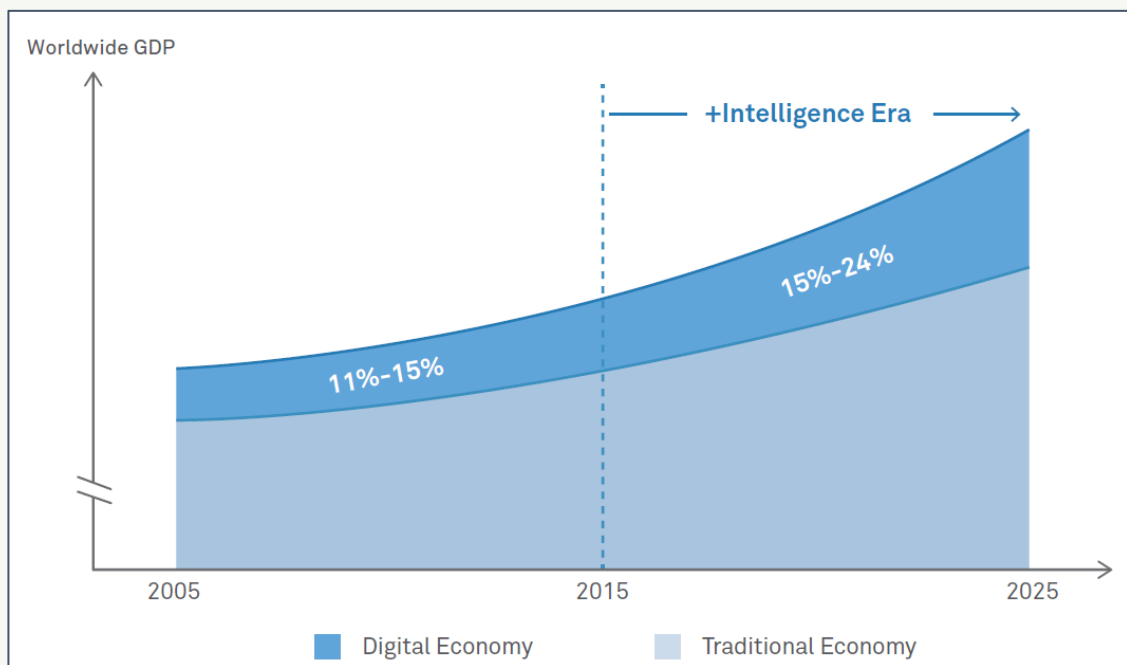 Worldwide GDP
+Intelligence Era
15%-24%
11%-15%
2005 2015 2025
Digital Economy Traditional Economy